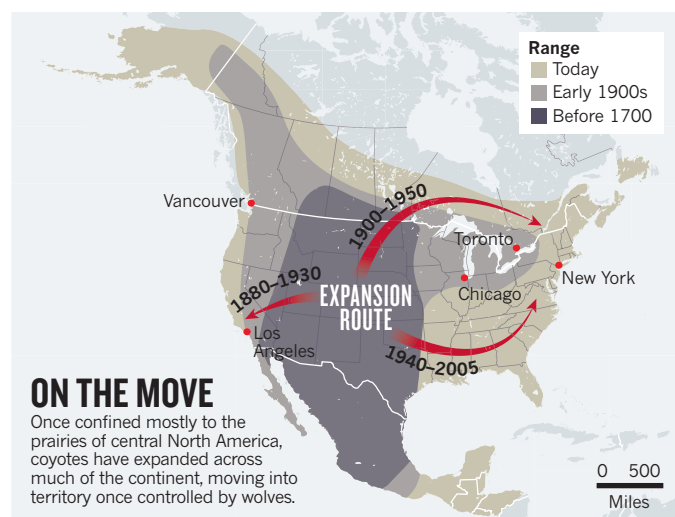 Range
Today
Early 1900s
Before 1700
Vancouver
1900–1950
Toronto
New York
Chicago
1880–1930
EXPANSION
ROUTE
Los
Angeles
1940–2005
ON THE MOVE
Once confined mostly to the
prairies of central North America,
coyotes have expanded across
much of the continent, moving into
territory once controlled by wolves.
0 500
Miles